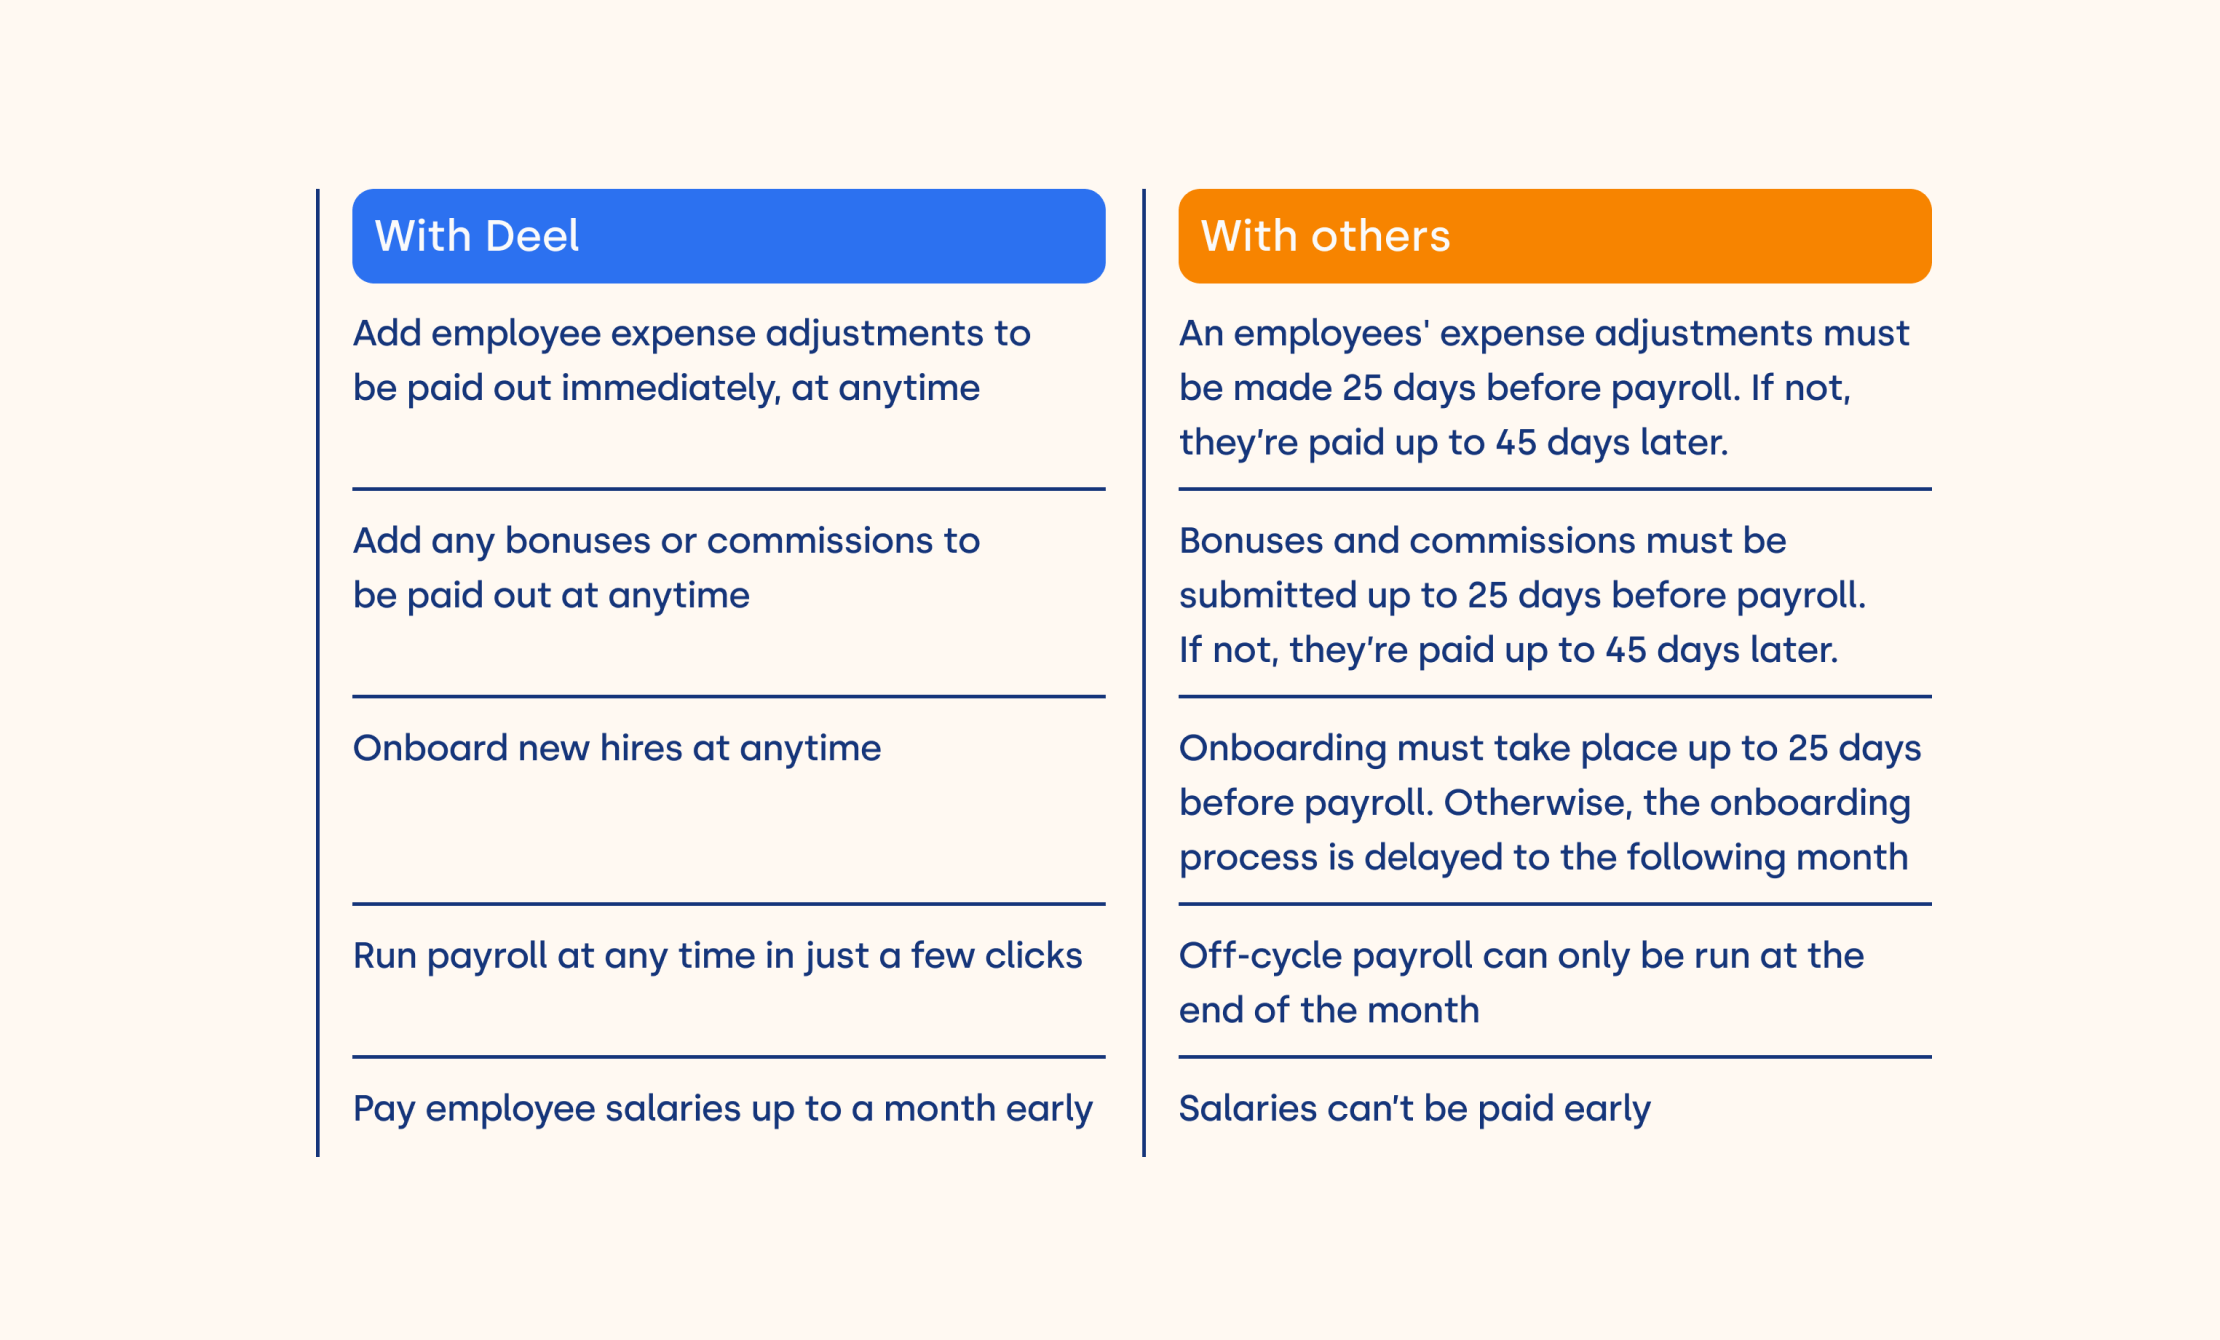 With Deel
Add employee expense adjustments to
be paid out immediately, at anytime
Add any bonuses or commissions to
be paid out at anytime
Onboard new hires at anytime
Run payroll at any time in just a few clicks
Pay employee salaries up to a month early
With others
An employees' expense adjustments must
be made 25 days before payroll. If not,
they’re paid up to 45 days later.
Bonuses and commissions must be
submitted up to 25 days before payroll.
If not, they’re paid up to 45 days later.
Onboarding must take place up to 25 days
before payroll. Otherwise, the onboarding
process is delayed to the following month
Off-cycle payroll can only be run at the
end of the month
Salaries can’t be paid early